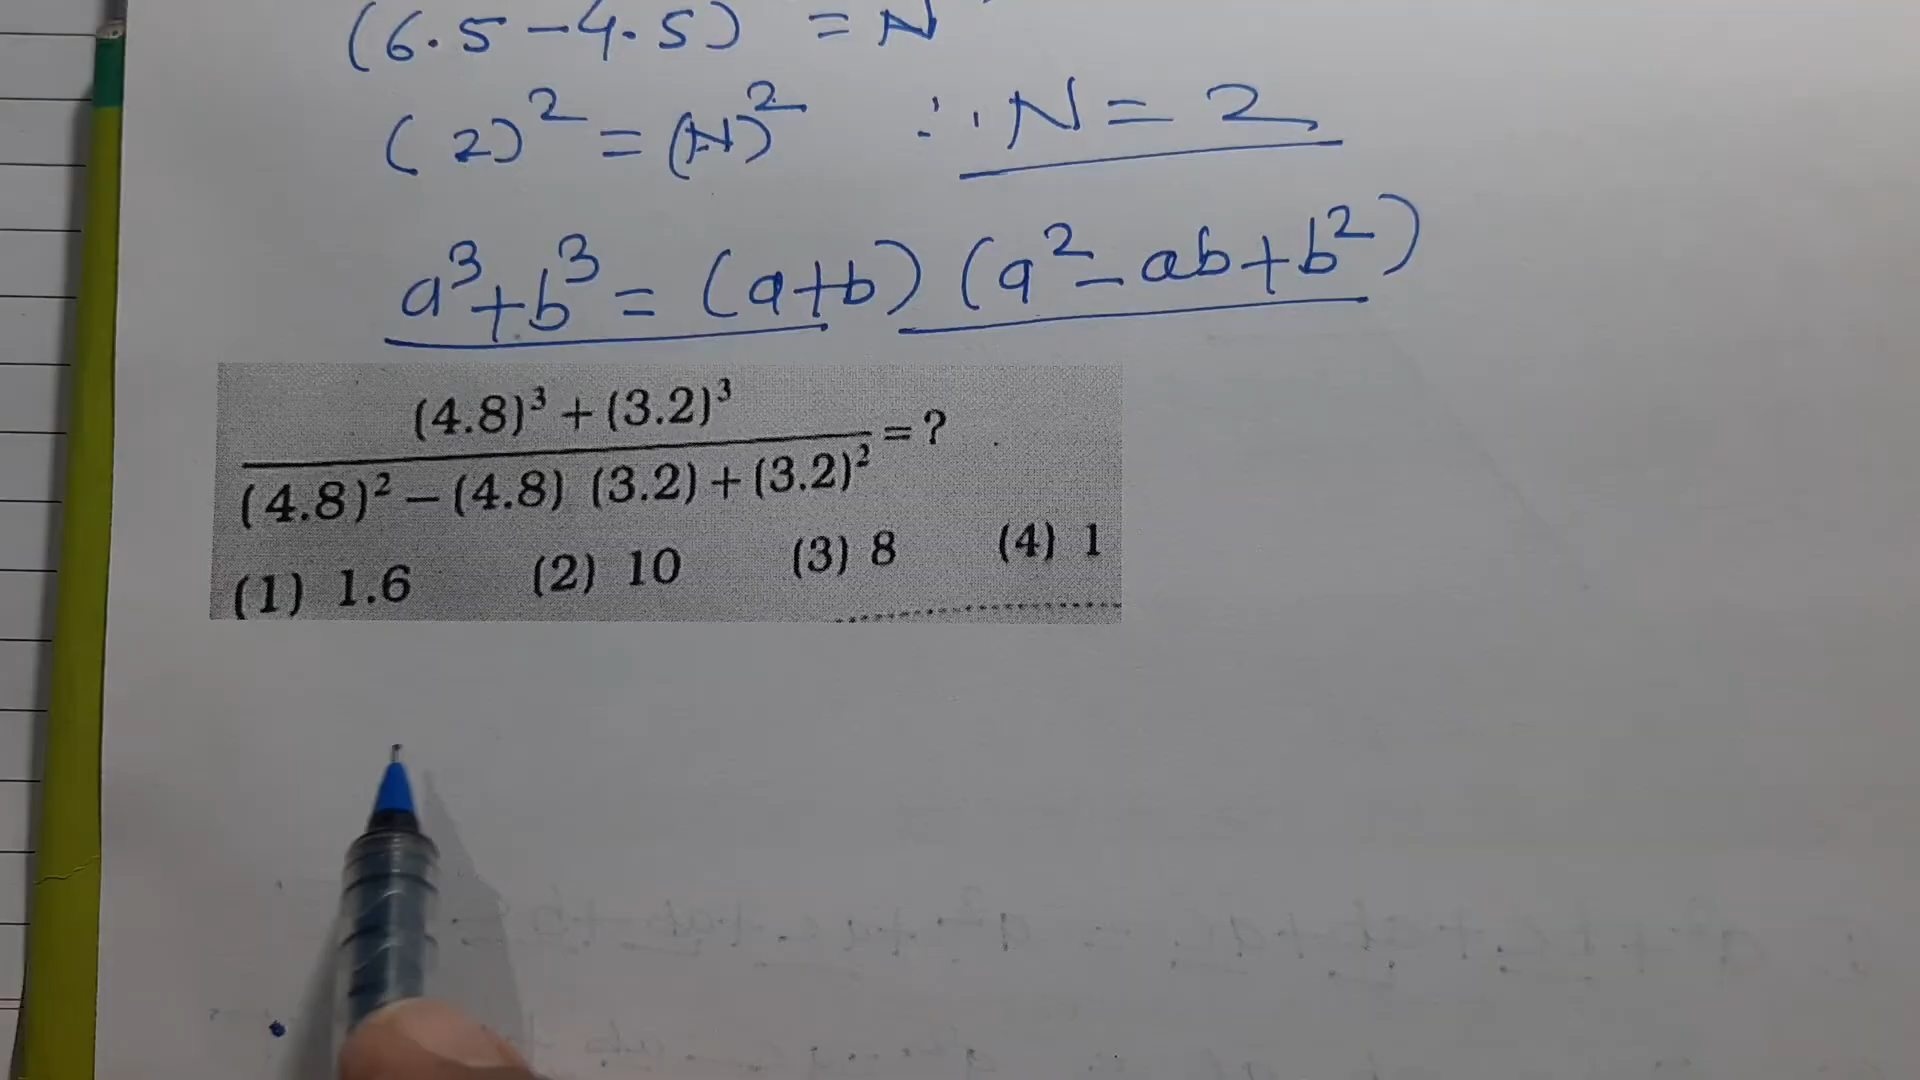 (6.5-4.5) = N
(2)² = (N)² ∴ N = 2
a³+b³ = (a+b) (a²-ab+b²)
(4.8)³ + (3.2)³
(4.8)² – (4.8) (3.2) + (3.2)² = ?
(1) 1.6 (2) 10 (3) 8 (4) 1